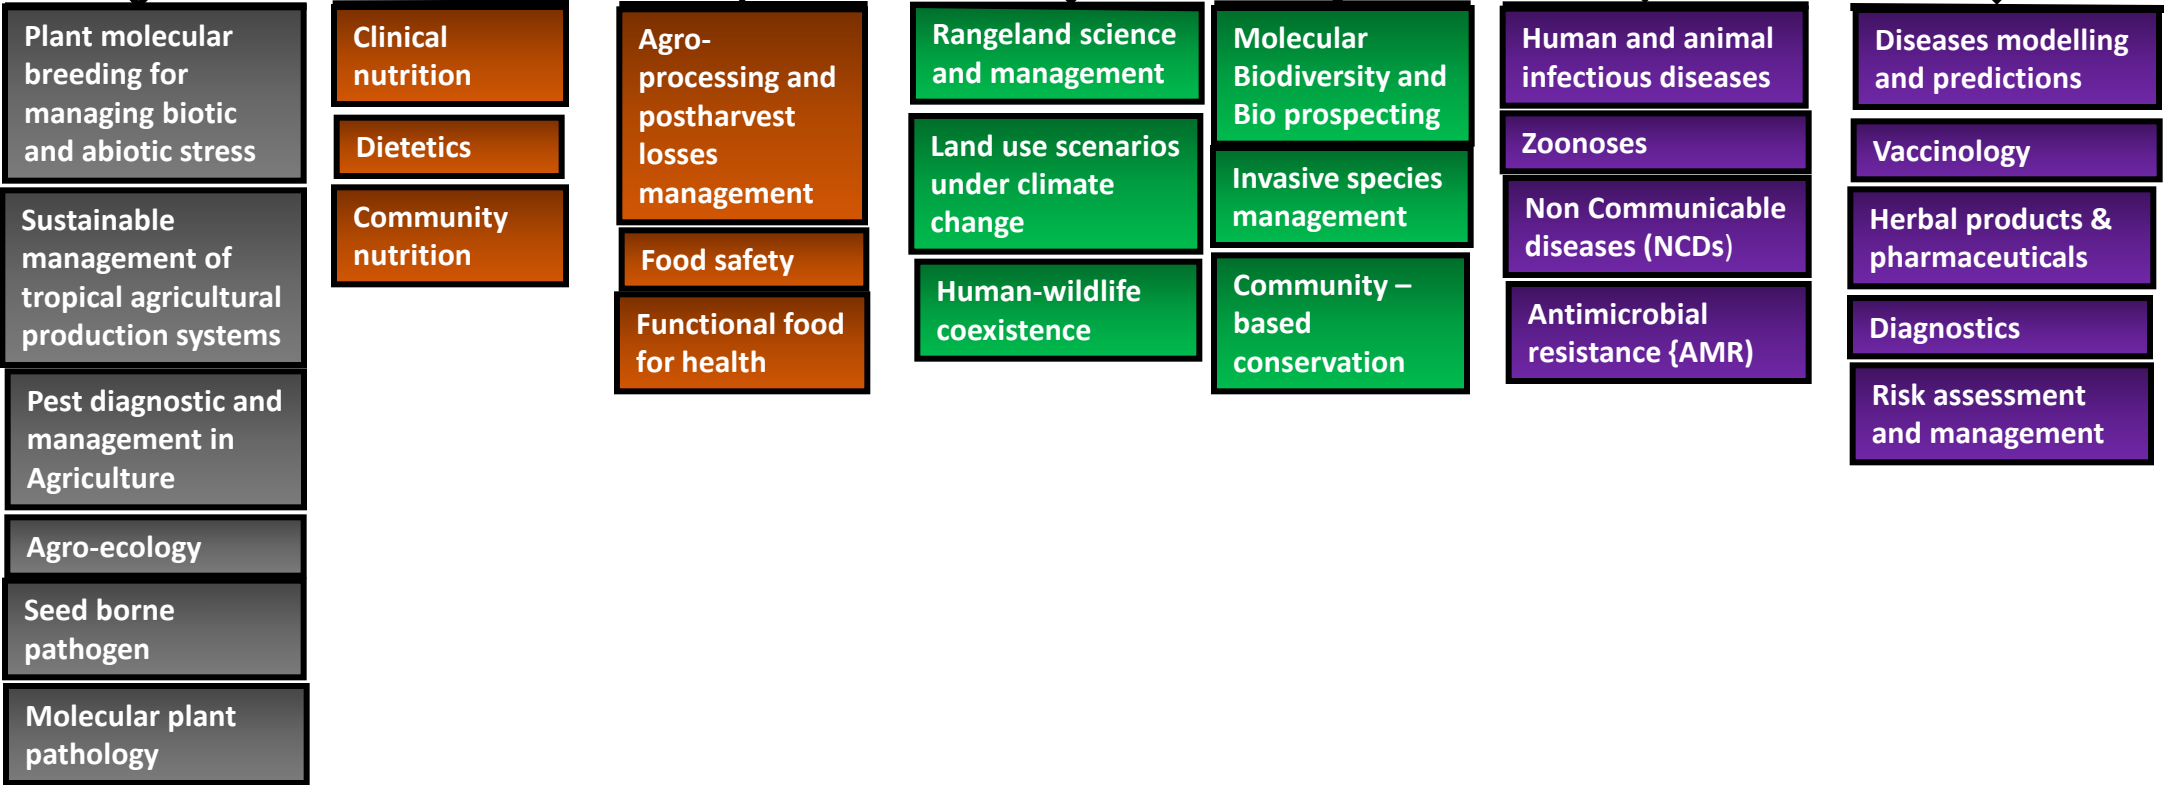 Plant molecular
breeding for
managing biotic
and abiotic stress
Sustainable
management of
tropical agricultural
production systems
Pest diagnostic and
management in
Agriculture
Agro-ecology
Seed borne
pathogen
Molecular plant
pathology
Clinical
nutrition
Dietetics
Community
nutrition
Agro-
processing and
postharvest
losses
management
Food safety
Functional food
for health
Rangeland science
and management
Land use scenarios
under climate
change
Human-wildlife
coexistence
Molecular
Biodiversity and
Bio prospecting
Invasive species
management
Community –
based
conservation
Human and animal
infectious diseases
Zoonoses
Non Communicable
diseases (NCDs)
Antimicrobial
resistance {AMR)
Diseases modelling
and predictions
Vaccinology
Herbal products &
pharmaceuticals
Diagnostics
Risk assessment
and management